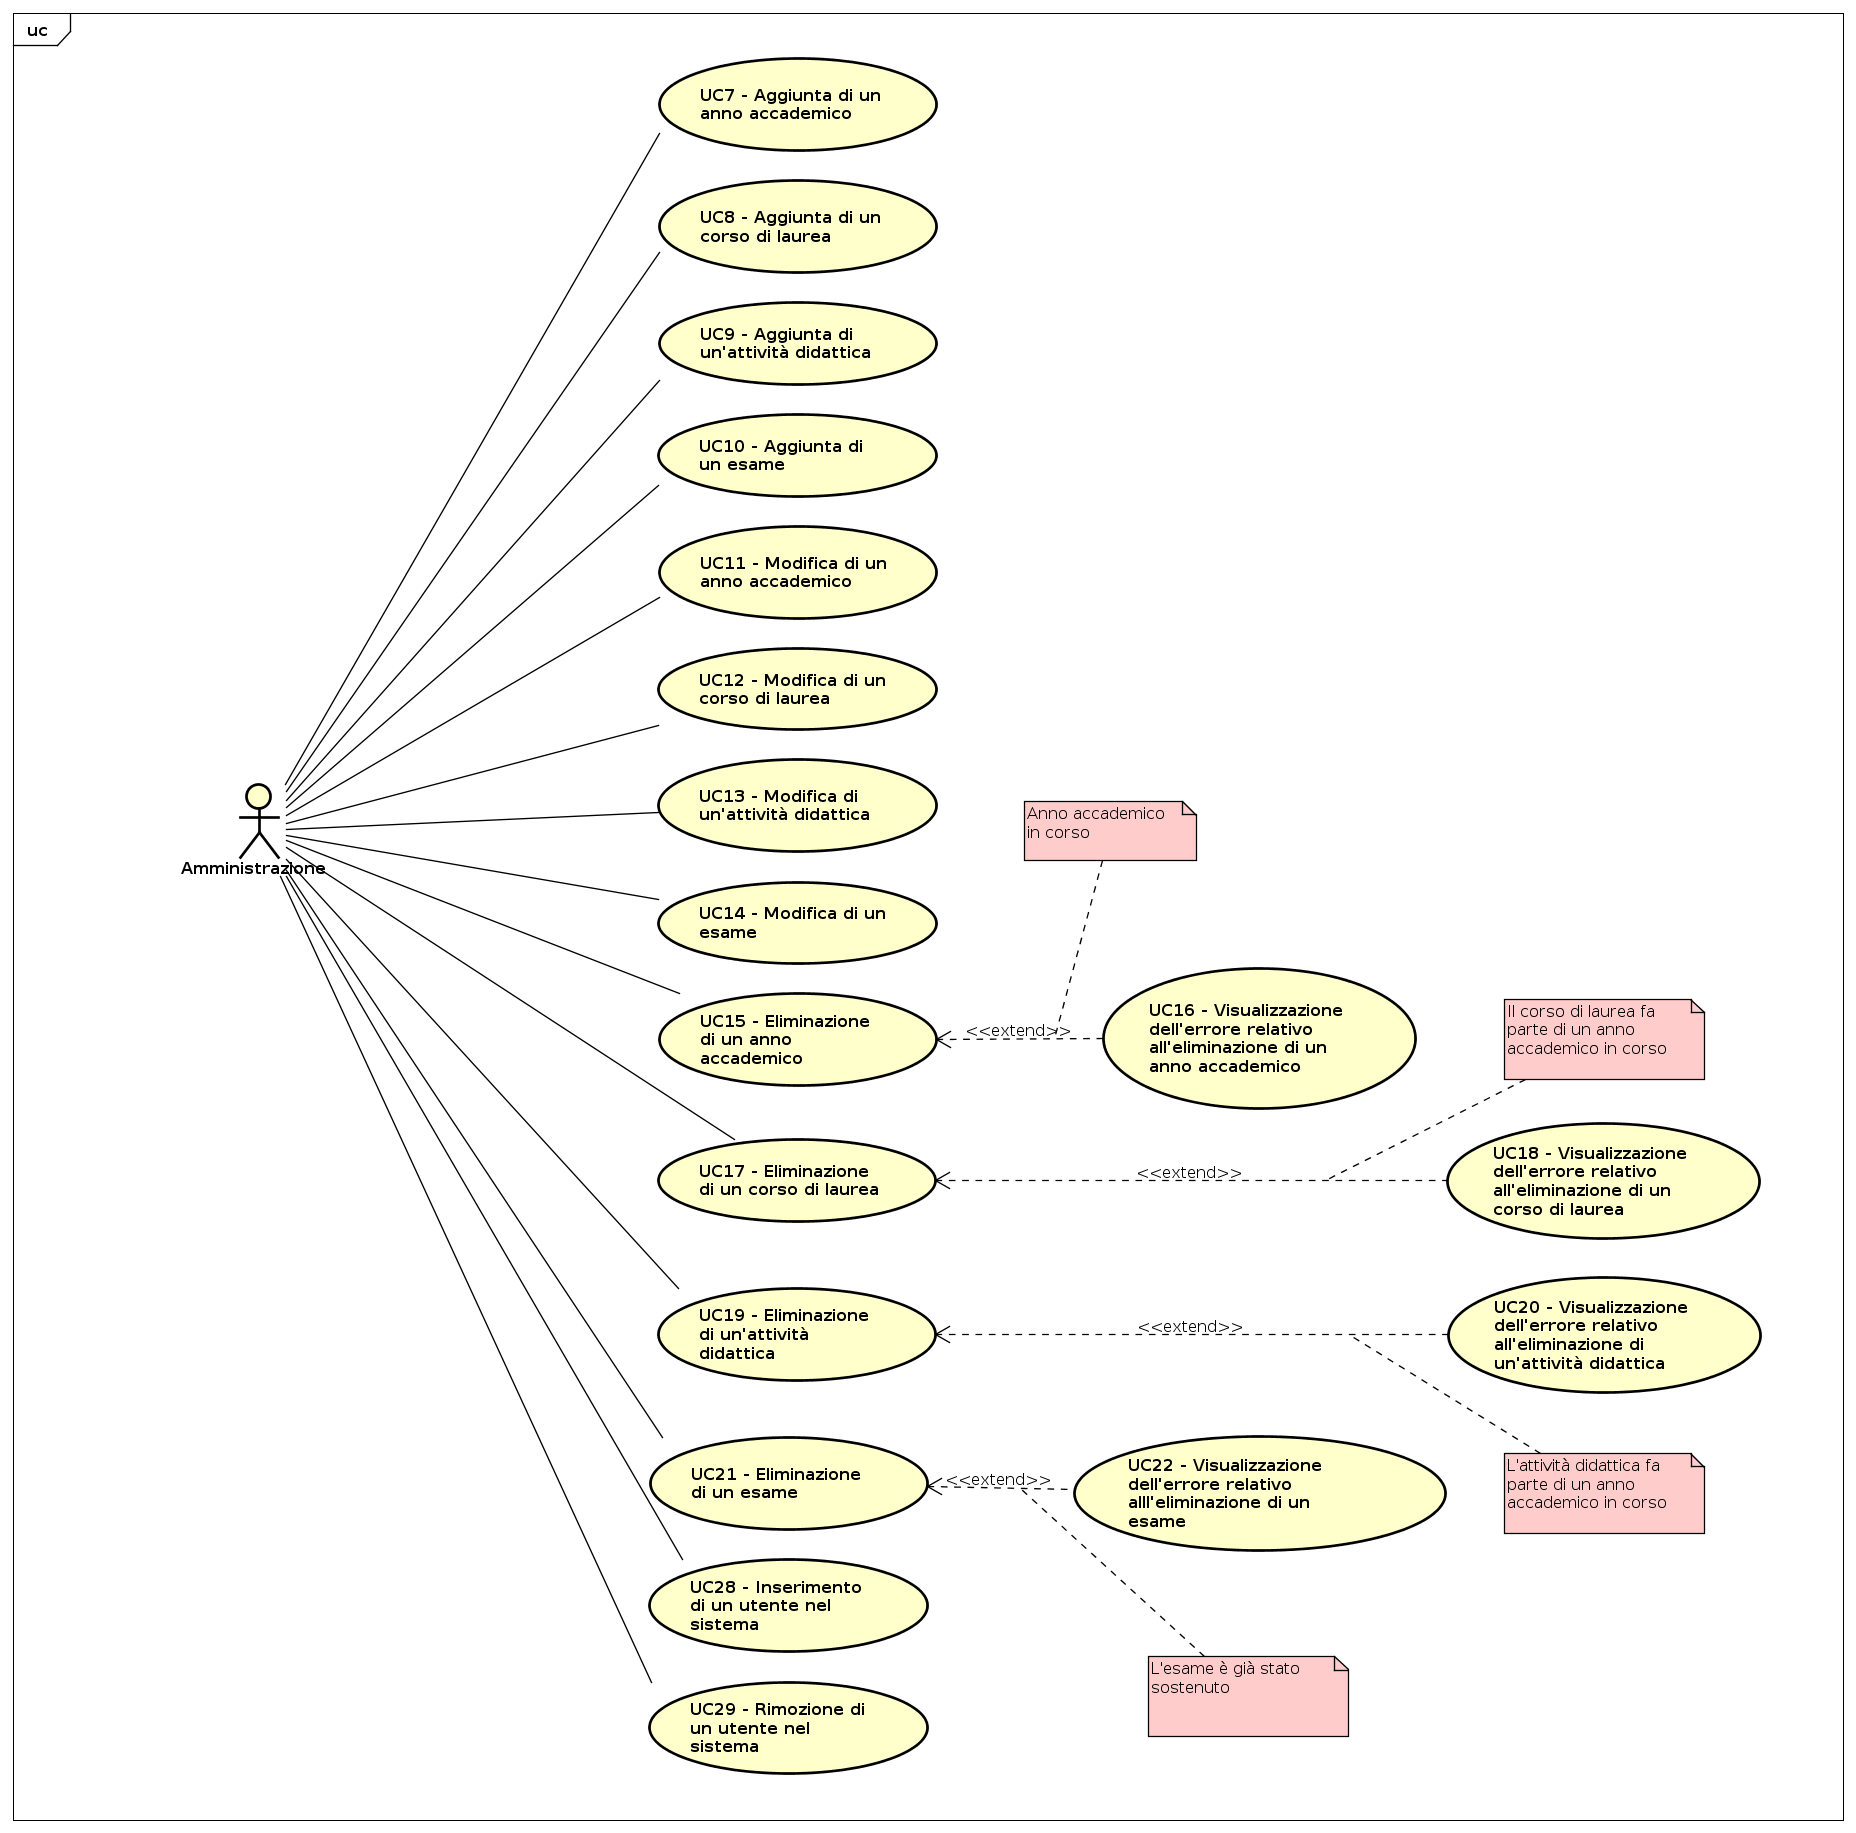 uc
UC7 - Aggiunta di un
anno accademico
UC8 - Aggiunta di un
corso di laurea
UC9 - Aggiunta di
un'attività didattica
UC10 - Aggiunta di
un esame
UC11 - Modifica di un
anno accademico
UC12 - Modifica di un
corso di laurea
UC13 - Modifica di
un'attività didattica
Amministrazione
UC14 - Modifica di un
esame
Anno accademico
in corso
UC15 - Eliminazione
di un anno
accademico
<<extend>>
UC16 - Visualizzazione
dell'errore relativo
all'eliminazione di un
anno accademico
Il corso di laurea fa
parte di un anno
accademico in corso
UC17 - Eliminazione
di un corso di laurea
<<extend>>
UC18 - Visualizzazione
dell'errore relativo
all'eliminazione di un
corso di laurea
UC19 - Eliminazione
di un'attività
didattica
<<extend>>
UC20 - Visualizzazione
dell'errore relativo
all'eliminazione di
un'attività didattica
L'attività didattica fa
parte di un anno
accademico in corso
UC21 - Eliminazione
di un esame
<<extend>>
UC22 - Visualizzazione
dell'errore relativo
alll'eliminazione di un
esame
UC28 - Inserimento
di un utente nel
sistema
L'esame è già stato
sostenuto
UC29 - Rimozione di
un utente nel
sistema